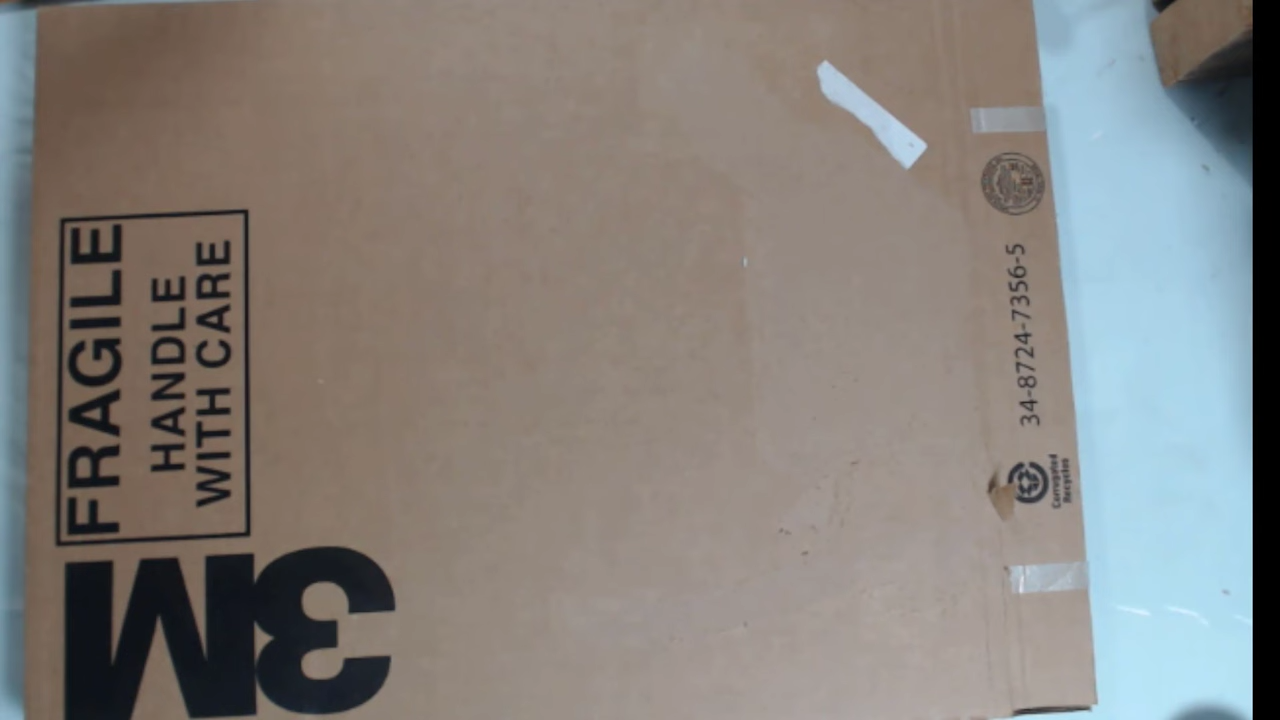 FRAGILE
HANDLE
WITH CARE
3M
34-8724-7356-5
Corrugated
Recycles